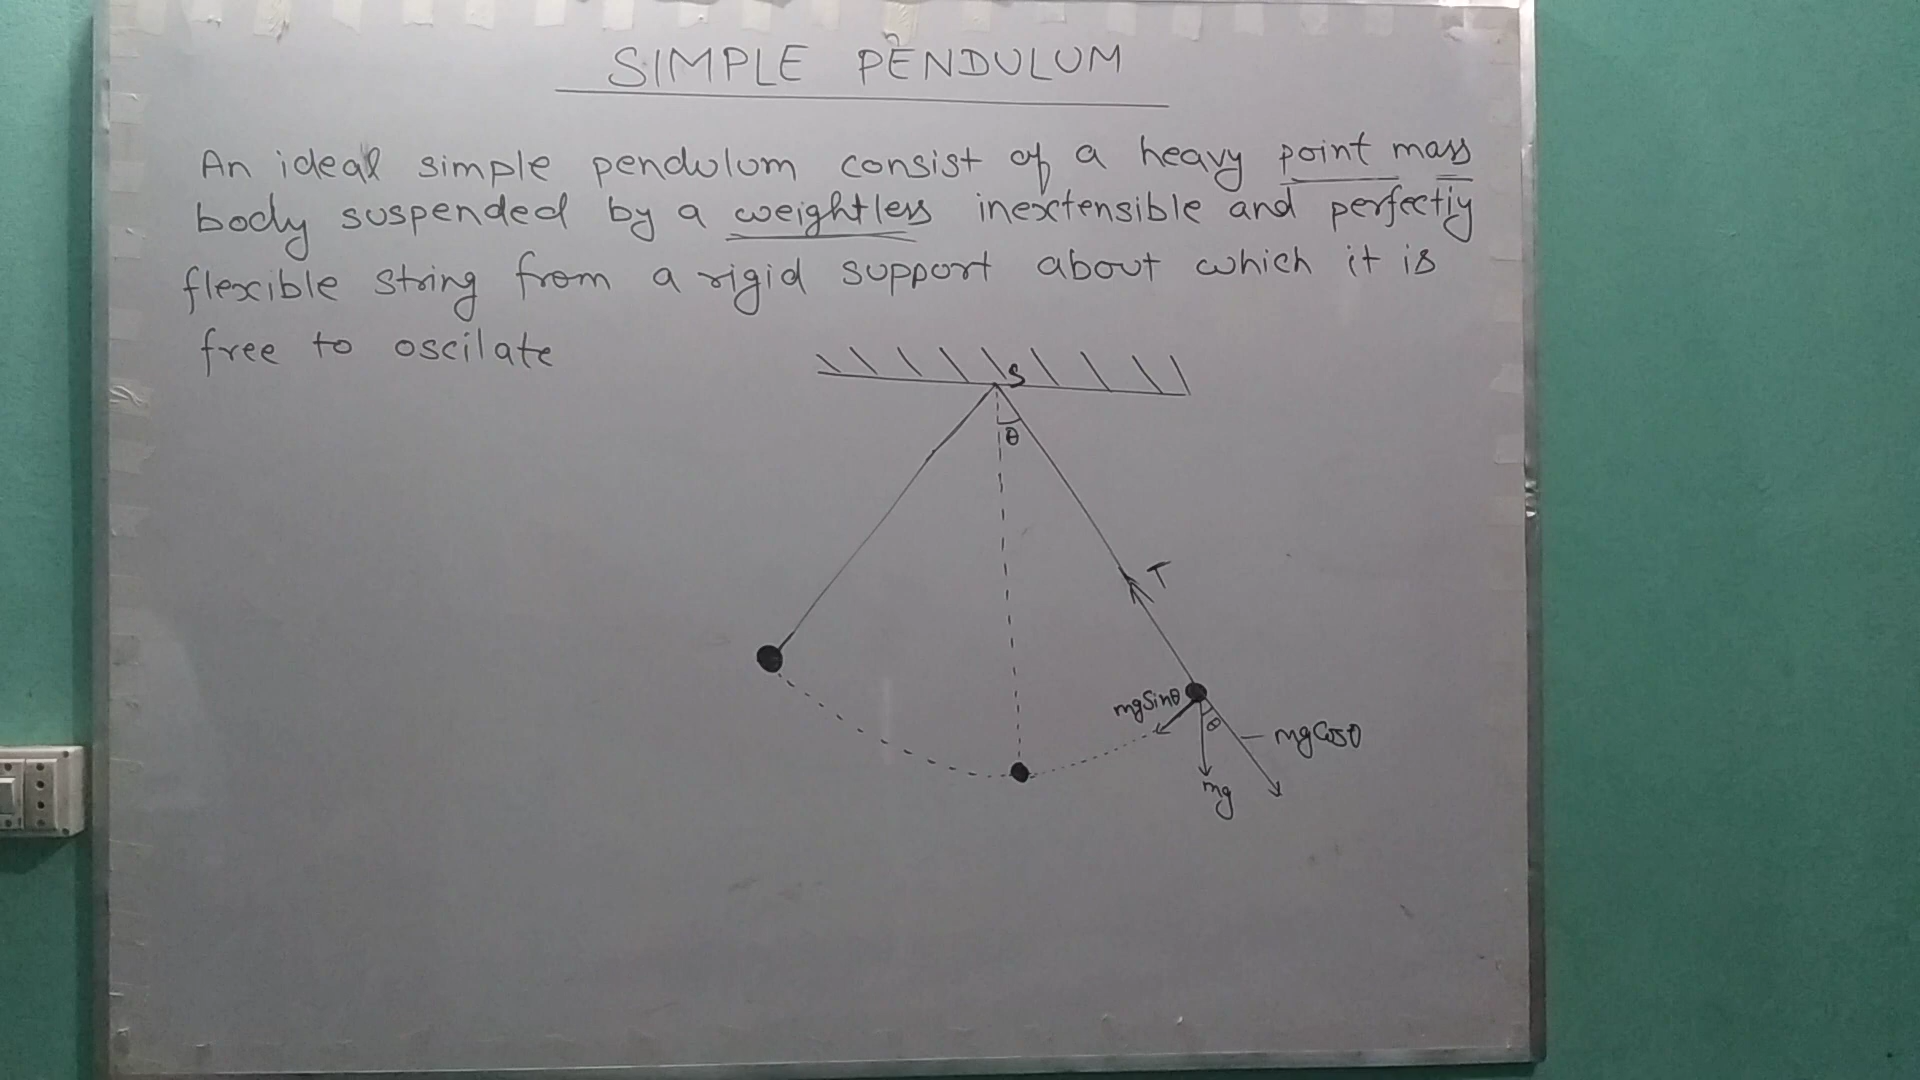 SIMPLE PENDULUM
An ideal simple pendulum consist of a heavy point mass
body suspended by a weightless inextensible and perfectly
flexible string from a rigid support about which it is
free to oscilate
S
θ
T
mgSinθ
θ
mgCosθ
mg